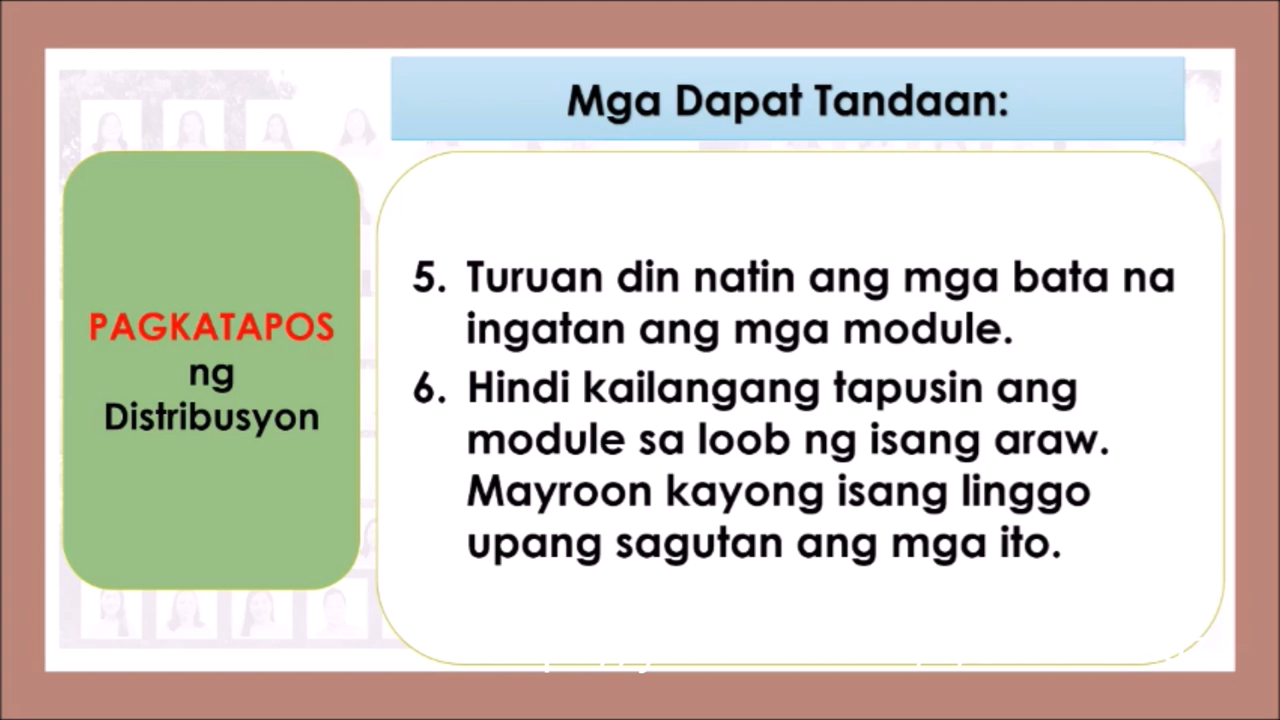 Mga Dapat Tandaan:
PAGKATAPOS
ng
Distribusyon
5. Turuan din natin ang mga bata na
ingatan ang mga module.
6. Hindi kailangang tapusin ang
module sa loob ng isang araw.
Mayroon kayong isang linggo
upang sagutan ang mga ito.